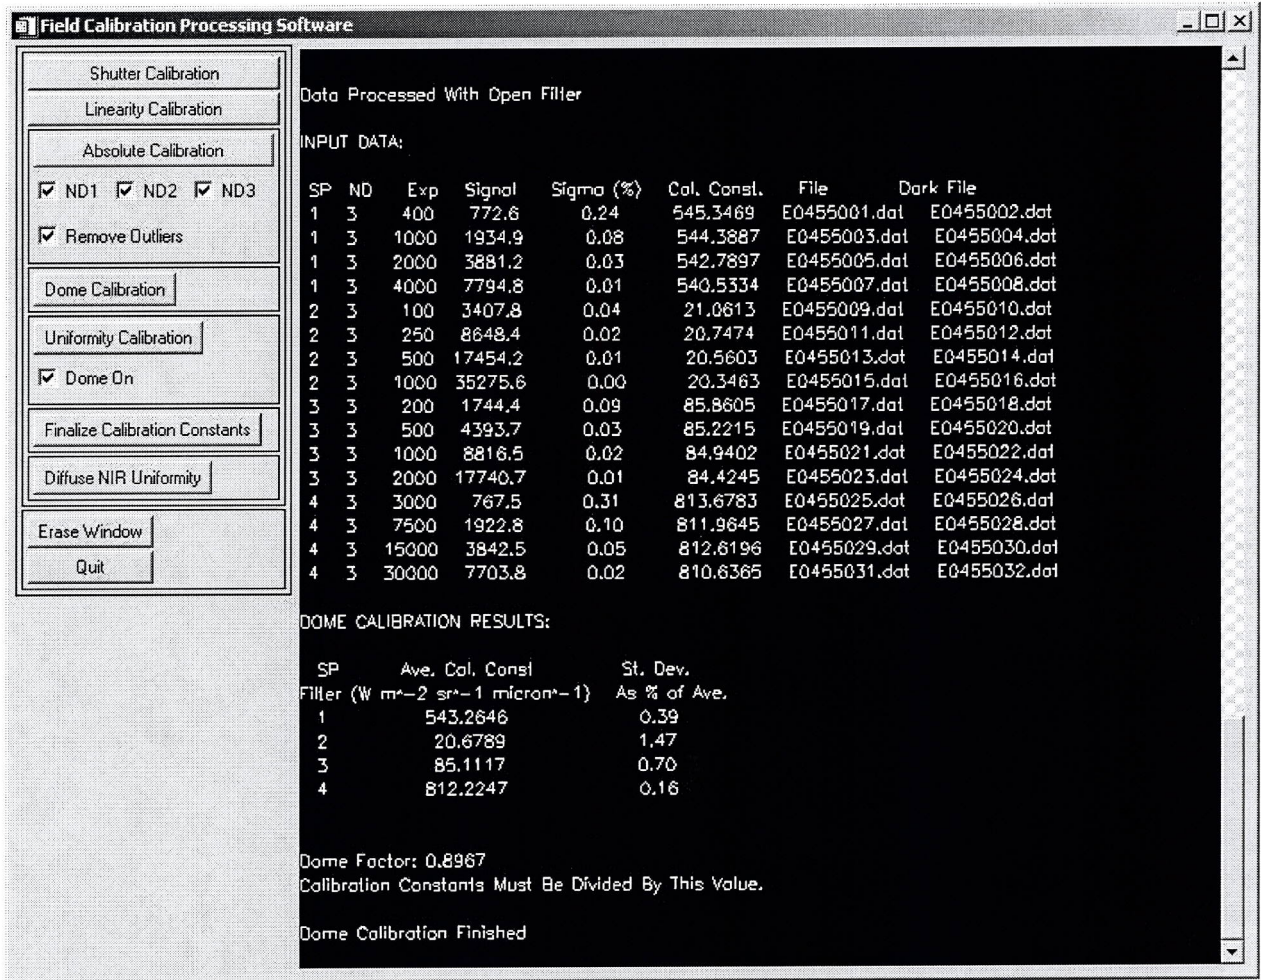 Field Calibration Processing Software
Shutter Calibration
Linearity Calibration
Absolute Calibration
ND1 ND2 ND3
Remove Outliers
Dome Calibration
Uniformity Calibration
Dome On
Finalize Calibration Constants
Diffuse NIR Uniformity
Erase Window
Quit
Data Processed With Open Filter
INPUT DATA:
SP ND Exp Signal Sigma (%) Cal. Const. File Dark File
1 3 400 772.6 0.24 545.3469 E0455001.dat E0455002.dat
1 3 1000 1934.9 0.08 544.3887 E0455003.dat E0455004.dat
1 3 2000 3881.2 0.03 542.7897 E0455005.dat E0455006.dat
1 3 4000 7794.8 0.01 540.5334 E0455007.dat E0455008.dat
2 3 100 3407.8 0.04 21.0613 E0455009.dat E0455010.dat
2 3 250 8648.4 0.02 20.7474 E0455011.dat E0455012.dat
2 3 500 17454.2 0.01 20.5603 E0455013.dat E0455014.dat
2 3 1000 35275.6 0.00 20.3463 E0455015.dat E0455016.dat
3 3 200 1744.4 0.09 85.8605 E0455017.dat E0455018.dat
3 3 500 4393.7 0.03 85.2215 E0455019.dat E0455020.dat
3 3 1000 8816.5 0.02 84.9402 E0455021.dat E0455022.dat
3 3 2000 17740.7 0.01 84.4245 E0455023.dat E0455024.dat
4 3 3000 767.5 0.31 813.6783 E0455025.dat E0455026.dat
4 3 7500 1922.8 0.10 811.9645 E0455027.dat E0455028.dat
4 3 15000 3842.5 0.05 812.6196 E0455029.dat E0455030.dat
4 3 30000 7703.8 0.02 810.6365 E0455031.dat E0455032.dat
DOME CALIBRATION RESULTS:
SP Ave. Cal. Const St. Dev.
Filter (W m^-2 sr^-1 micron^-1) As % of Ave.
1 543.2646 0.39
2 20.6789 1.47
3 85.1117 0.70
4 812.2247 0.16
Dome Factor: 0.8967
Calibration Constants Must Be Divided By This Value.
Dome Calibration Finished